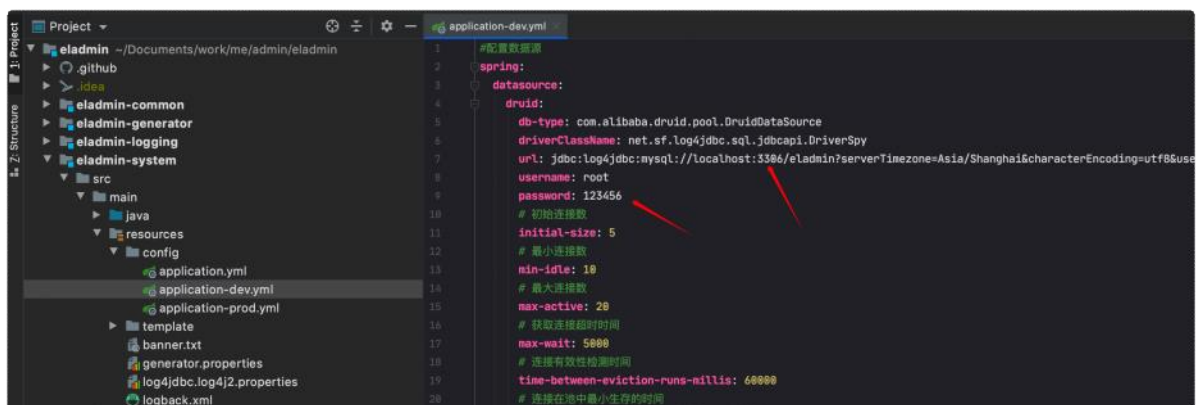 Project
application-dev.yml
1: Project
Z: Structure
eladmin ~/Documents/work/me/admin/eladmin
.github
.idea
eladmin-common
eladmin-generator
eladmin-logging
eladmin-system
src
main
java
resources
config
application.yml
application-dev.yml
application-prod.yml
template
banner.txt
generator.properties
log4jdbc.log4j2.properties
logback.xml
1 #配置数据源
2 spring:
3 datasource:
4 druid:
5 db-type: com.alibaba.druid.pool.DruidDataSource
6 driverClassName: net.sf.log4jdbc.sql.jdbcapi.DriverSpy
7 url: jdbc:log4jdbc:mysql://localhost:3306/eladmin?serverTimezone=Asia/Shanghai&characterEncoding=utf8&use
8 username: root
9 password: 123456
10 # 初始连接数
11 initial-size: 5
12 # 最小连接数
13 min-idle: 10
14 # 最大连接数
15 max-active: 20
16 # 获取连接超时时间
17 max-wait: 5000
18 # 连接有效性检测时间
19 time-between-eviction-runs-millis: 60000
20 # 连接在池中最小生存的时间